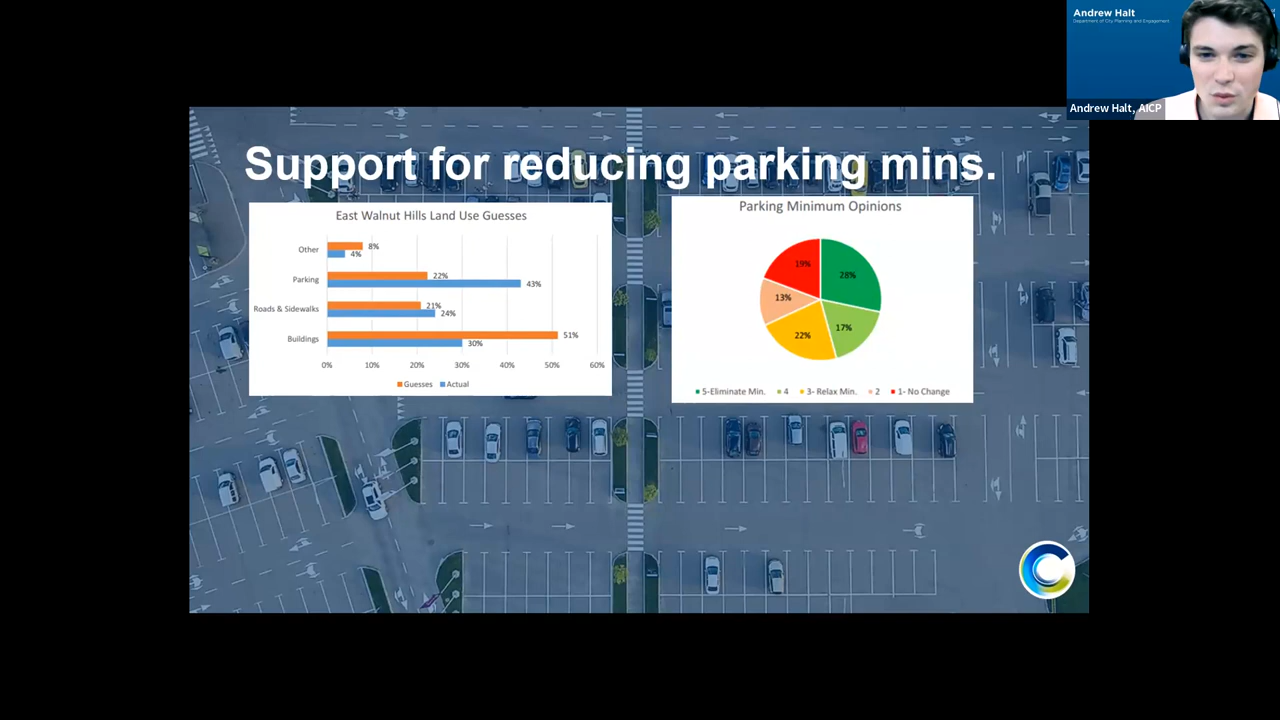 Andrew Halt
Department of City Planning and Engagement
Andrew Halt, AICP
Support for reducing parking mins.
East Walnut Hills Land Use Guesses
Other
8%
4%
Parking
22%
43%
Roads & Sidewalks
21%
24%
Buildings
51%
30%
0% 10% 20% 30% 40% 50% 60%
Guesses Actual
Parking Minimum Opinions
19%
28%
13%
17%
22%
5-Eliminate Min. 4 3- Relax Min. 2 1- No Change